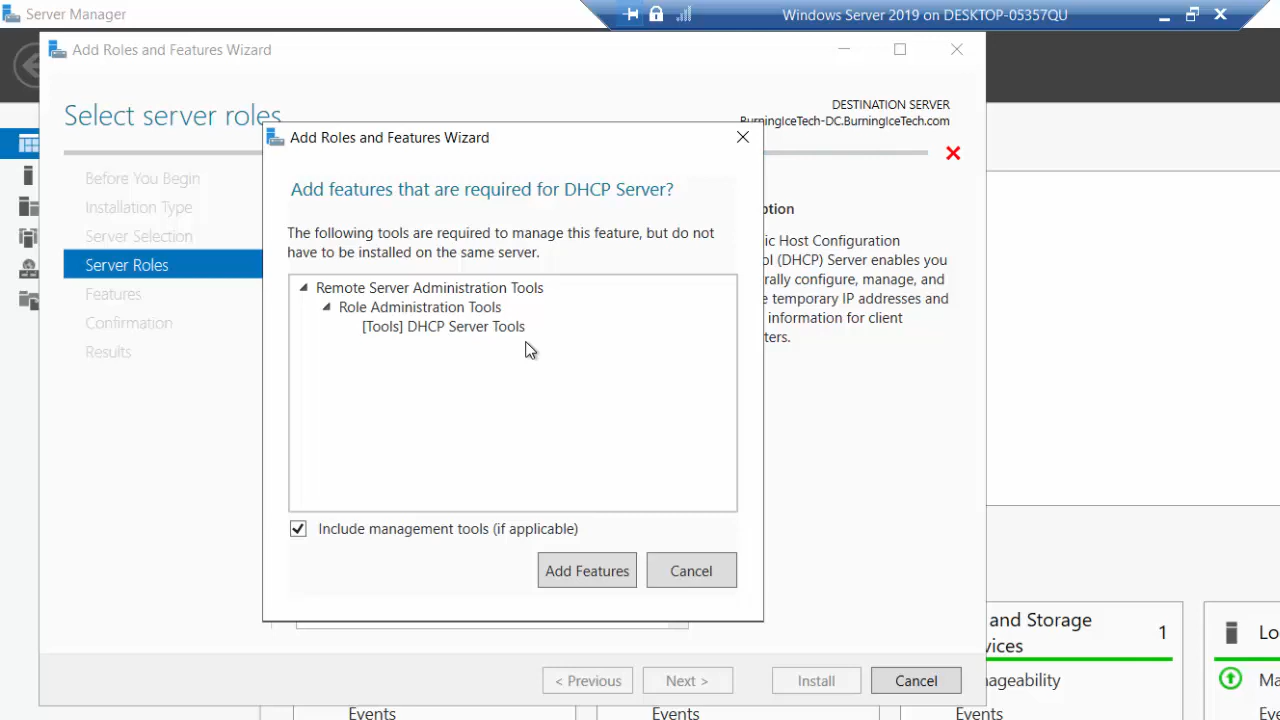 Server Manager
Windows Server 2019 on DESKTOP-05357QU
Add Roles and Features Wizard
Select server roles
DESTINATION SERVER
BurningIceTech-DC.BurningIceTech.com
Before You Begin
Installation Type
Server Selection
Server Roles
Features
Confirmation
Results
Add Roles and Features Wizard
Add features that are required for DHCP Server?
The following tools are required to manage this feature, but do not
have to be installed on the same server.
Remote Server Administration Tools
Role Administration Tools
[Tools] DHCP Server Tools
Include management tools (if applicable)
Add Features
Cancel
ption
ic Host Configuration
ol (DHCP) Server enables you
rally configure, manage, and
e temporary IP addresses and
information for client
ters.
< Previous
Next >
Install
Cancel
and Storage
vices
1
nageability
Events
Events
Events
Lo
Ma
Eve